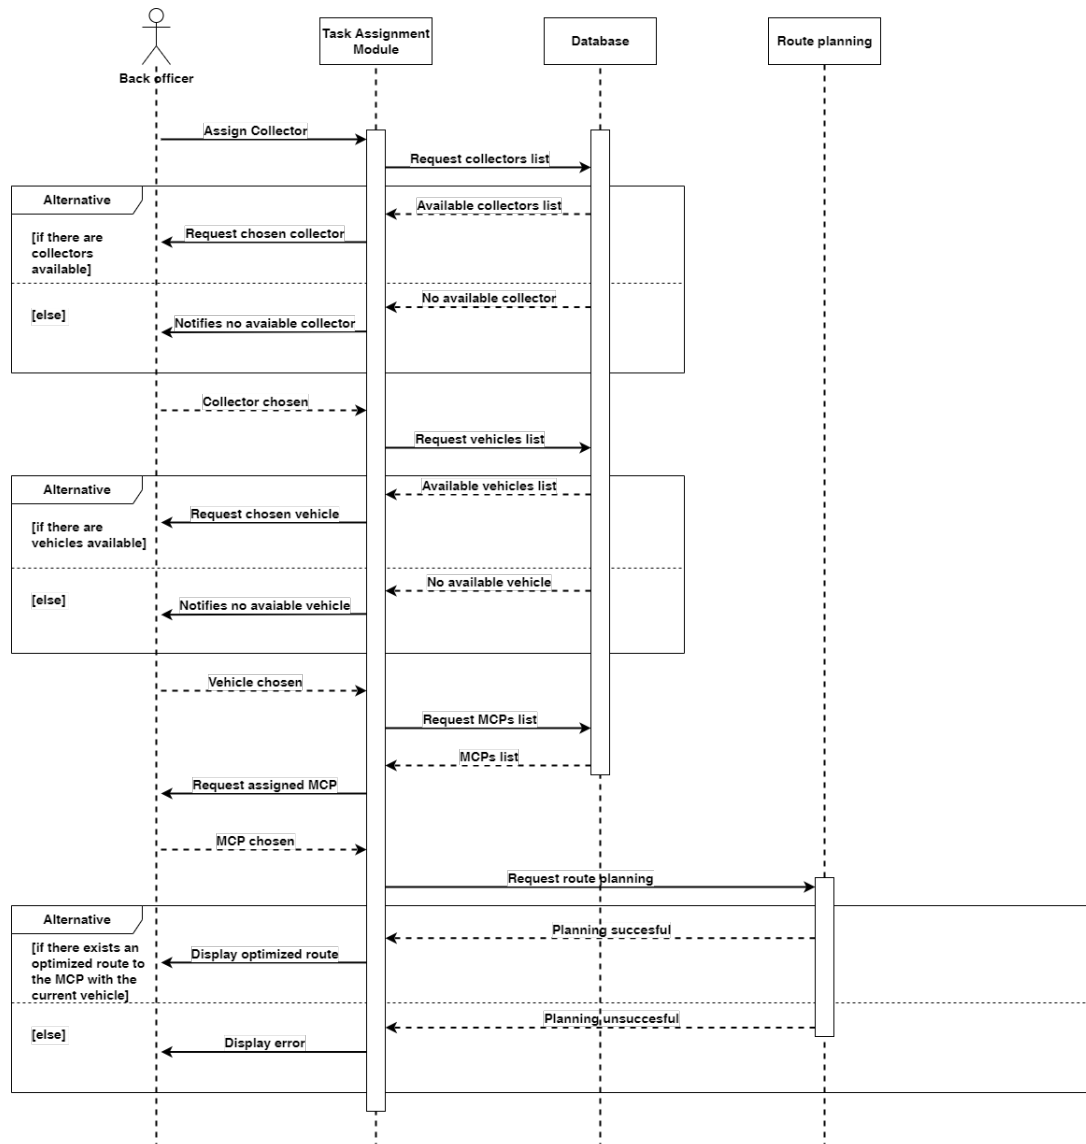 Task Assignment
Module
Database
Route planning
Back officer
Assign Collector
Request collectors list
Alternative
Available collectors list
[if there are
collectors
available]
Request chosen collector
No available collector
[else]
Notifies no avaiable collector
Collector chosen
Request vehicles list
Alternative
Available vehicles list
Request chosen vehicle
[if there are
vehicles available]
No available vehicle
[else]
Notifies no avaiable vehicle
Vehicle chosen
Request MCPs list
MCPs list
Request assigned MCP
MCP chosen
Request route planning
Alternative
Planning succesful
[if there exists an
optimized route to
the MCP with the
current vehicle]
Display optimized route
Planning unsuccesful
[else]
Display error